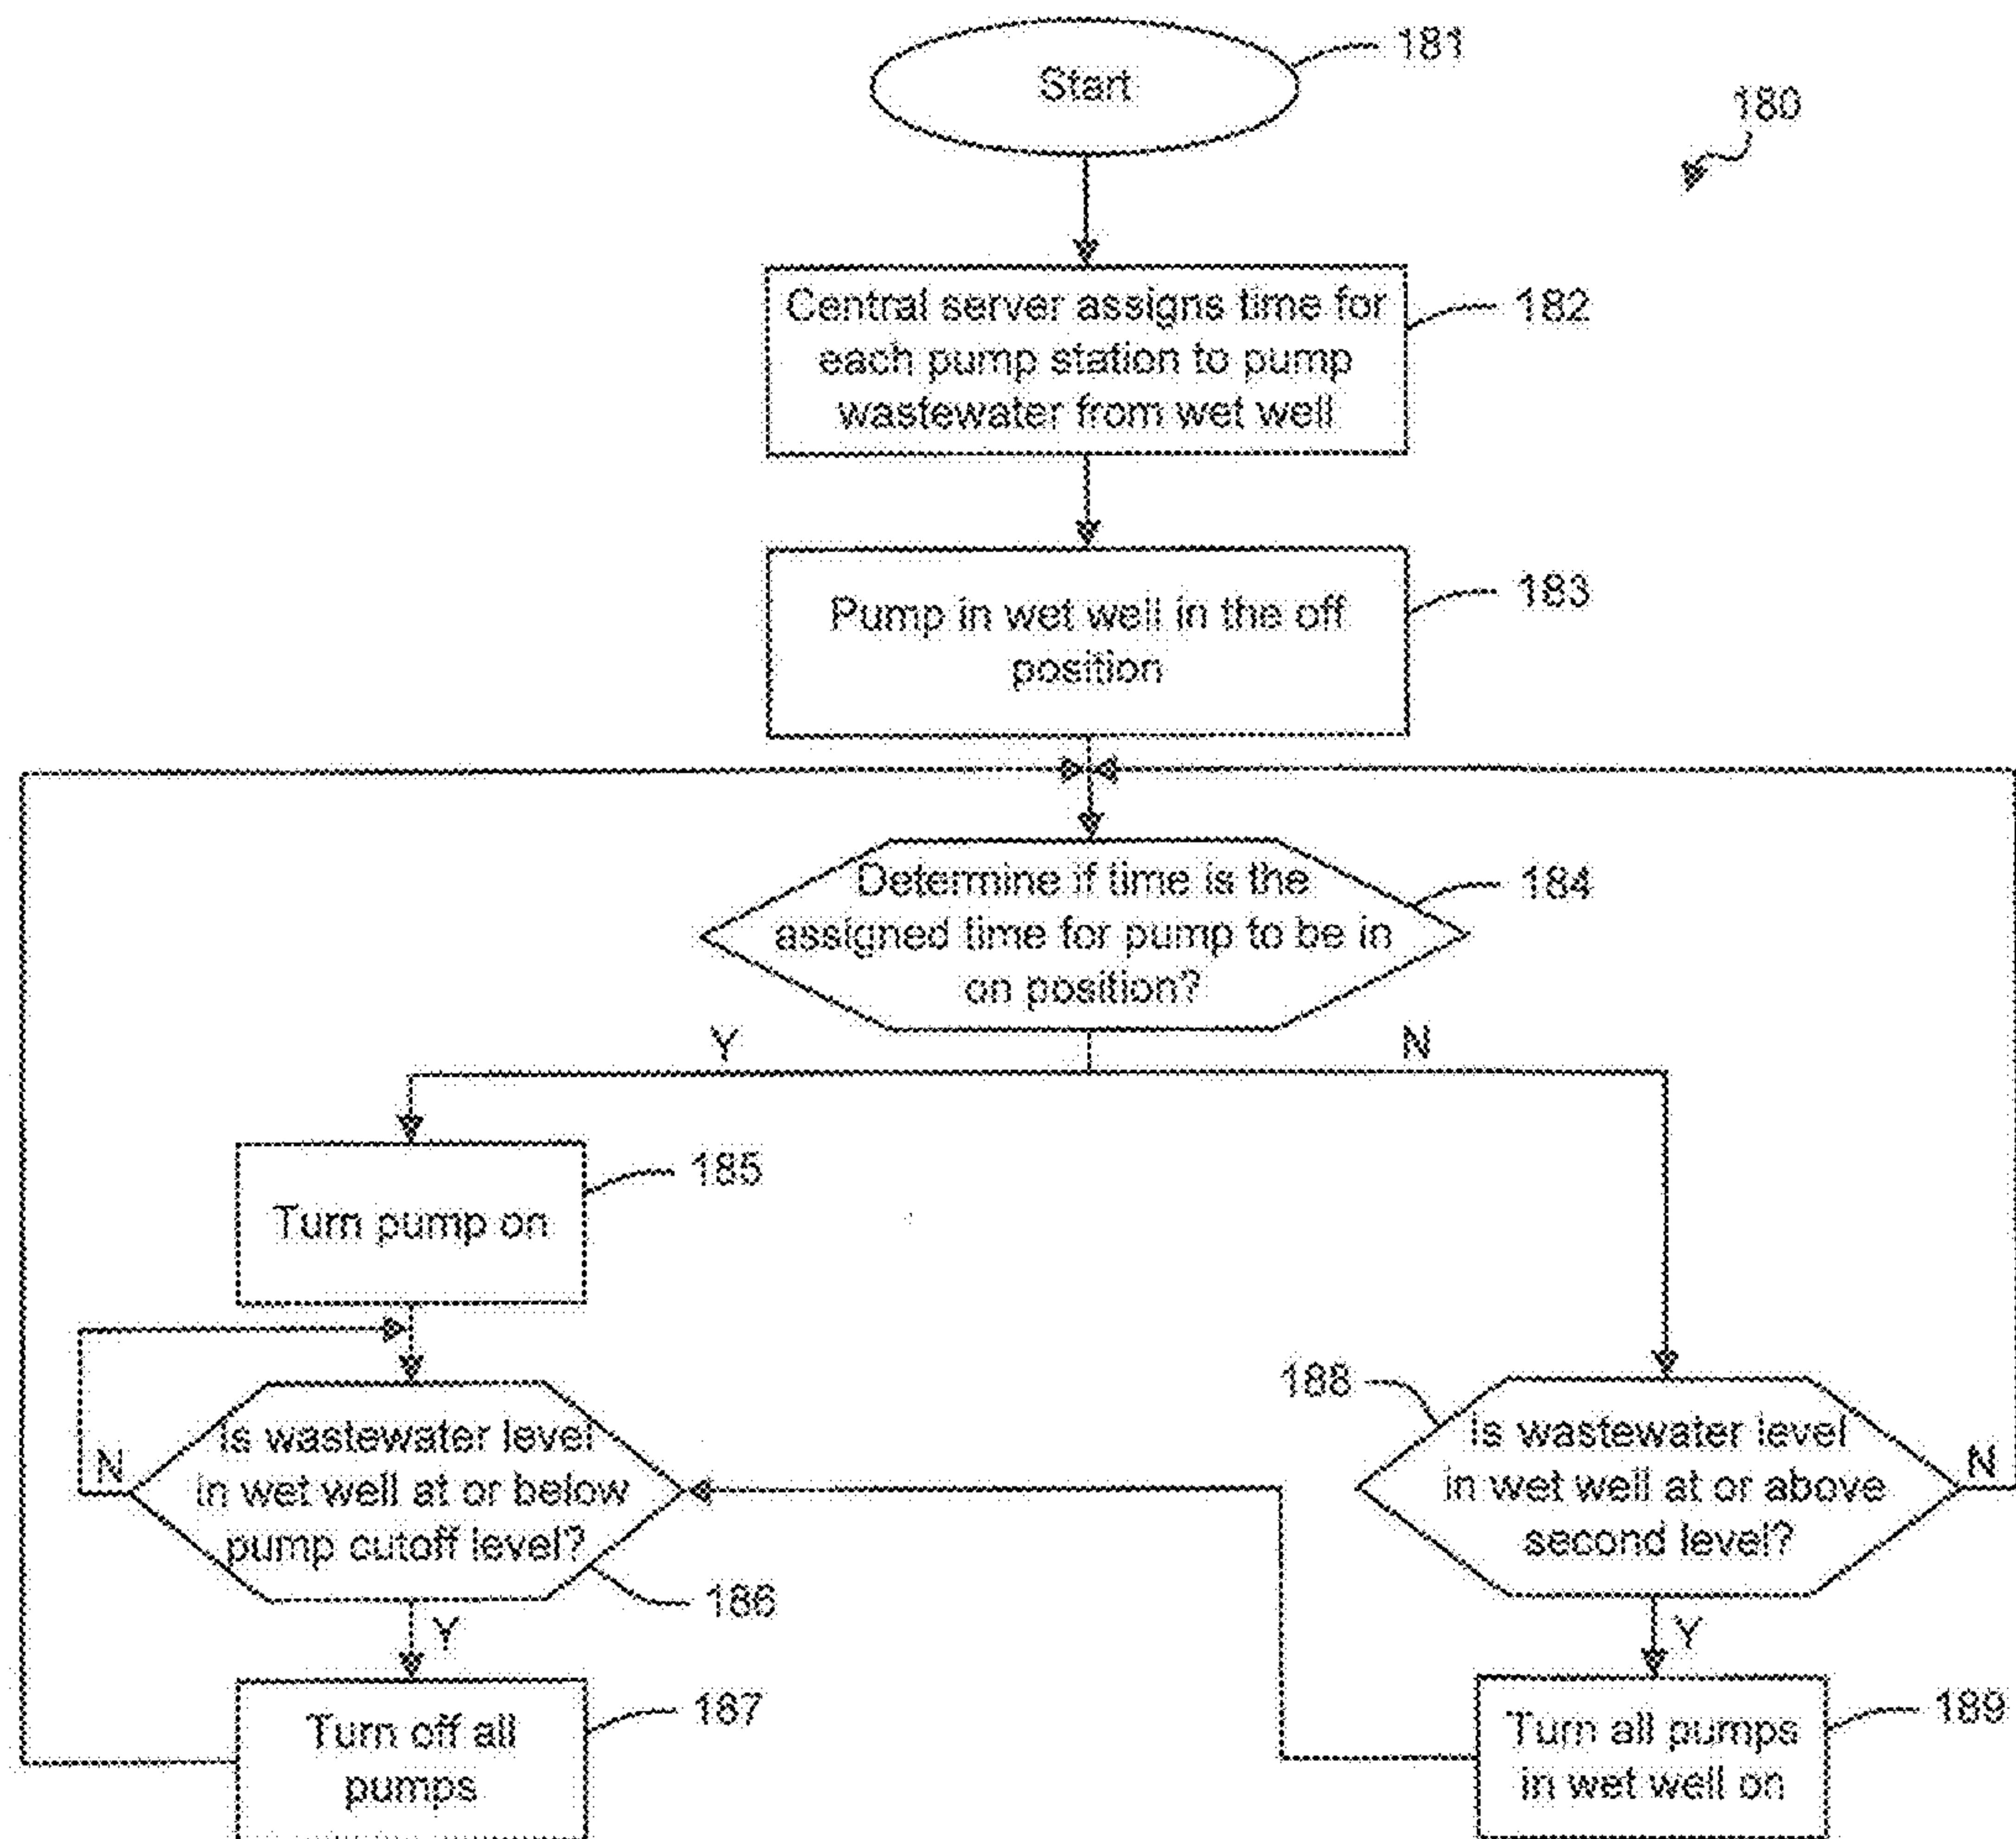 Start
181
180
Central server assigns time for
each pump station to pump
wastewater from wet well
182
Pump in wet well in the off
position
183
Determine if time is the
assigned time for pump to be in
on position?
184
Y
N
Turn pump on
185
Is wastewater level
in wet well at or below
pump cutoff level?
N
186
Y
188
Is wastewater level
in wet well at or above
second level?
N
Y
Turn off all
pumps
187
Turn all pumps
in wet well on
189